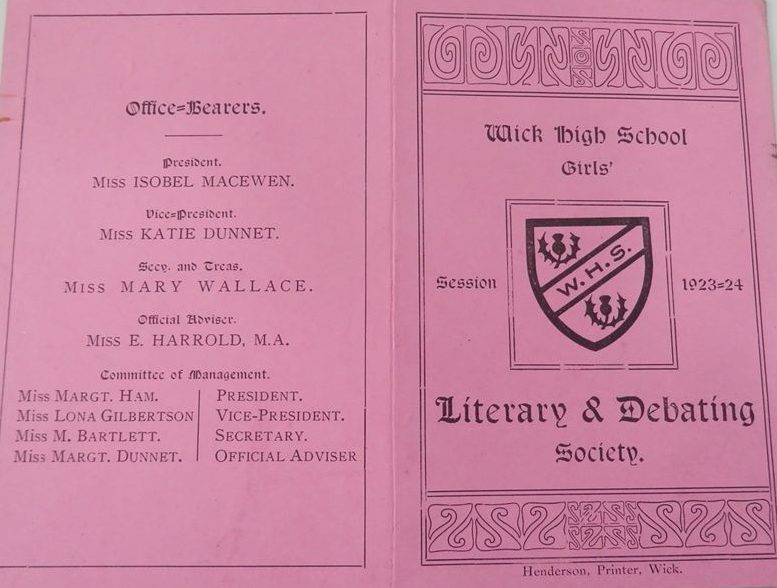 Office=Bearers.
President.
Miss ISOBEL MACEWEN.
Vice=President.
Miss KATIE DUNNET.
Secy. and Treas.
Miss MARY WALLACE.
Official Adviser.
Miss E. HARROLD, M.A.
Committee of Management.
Miss MARGT. HAM. PRESIDENT.
Miss LONA GILBERTSON VICE-PRESIDENT.
Miss M. BARTLETT. SECRETARY.
Miss MARGT. DUNNET. OFFICIAL ADVISER
Wick High School
Girls'
W.H.S.
Session 1923=24
Literary & Debating
Society.
Henderson, Printer, Wick.